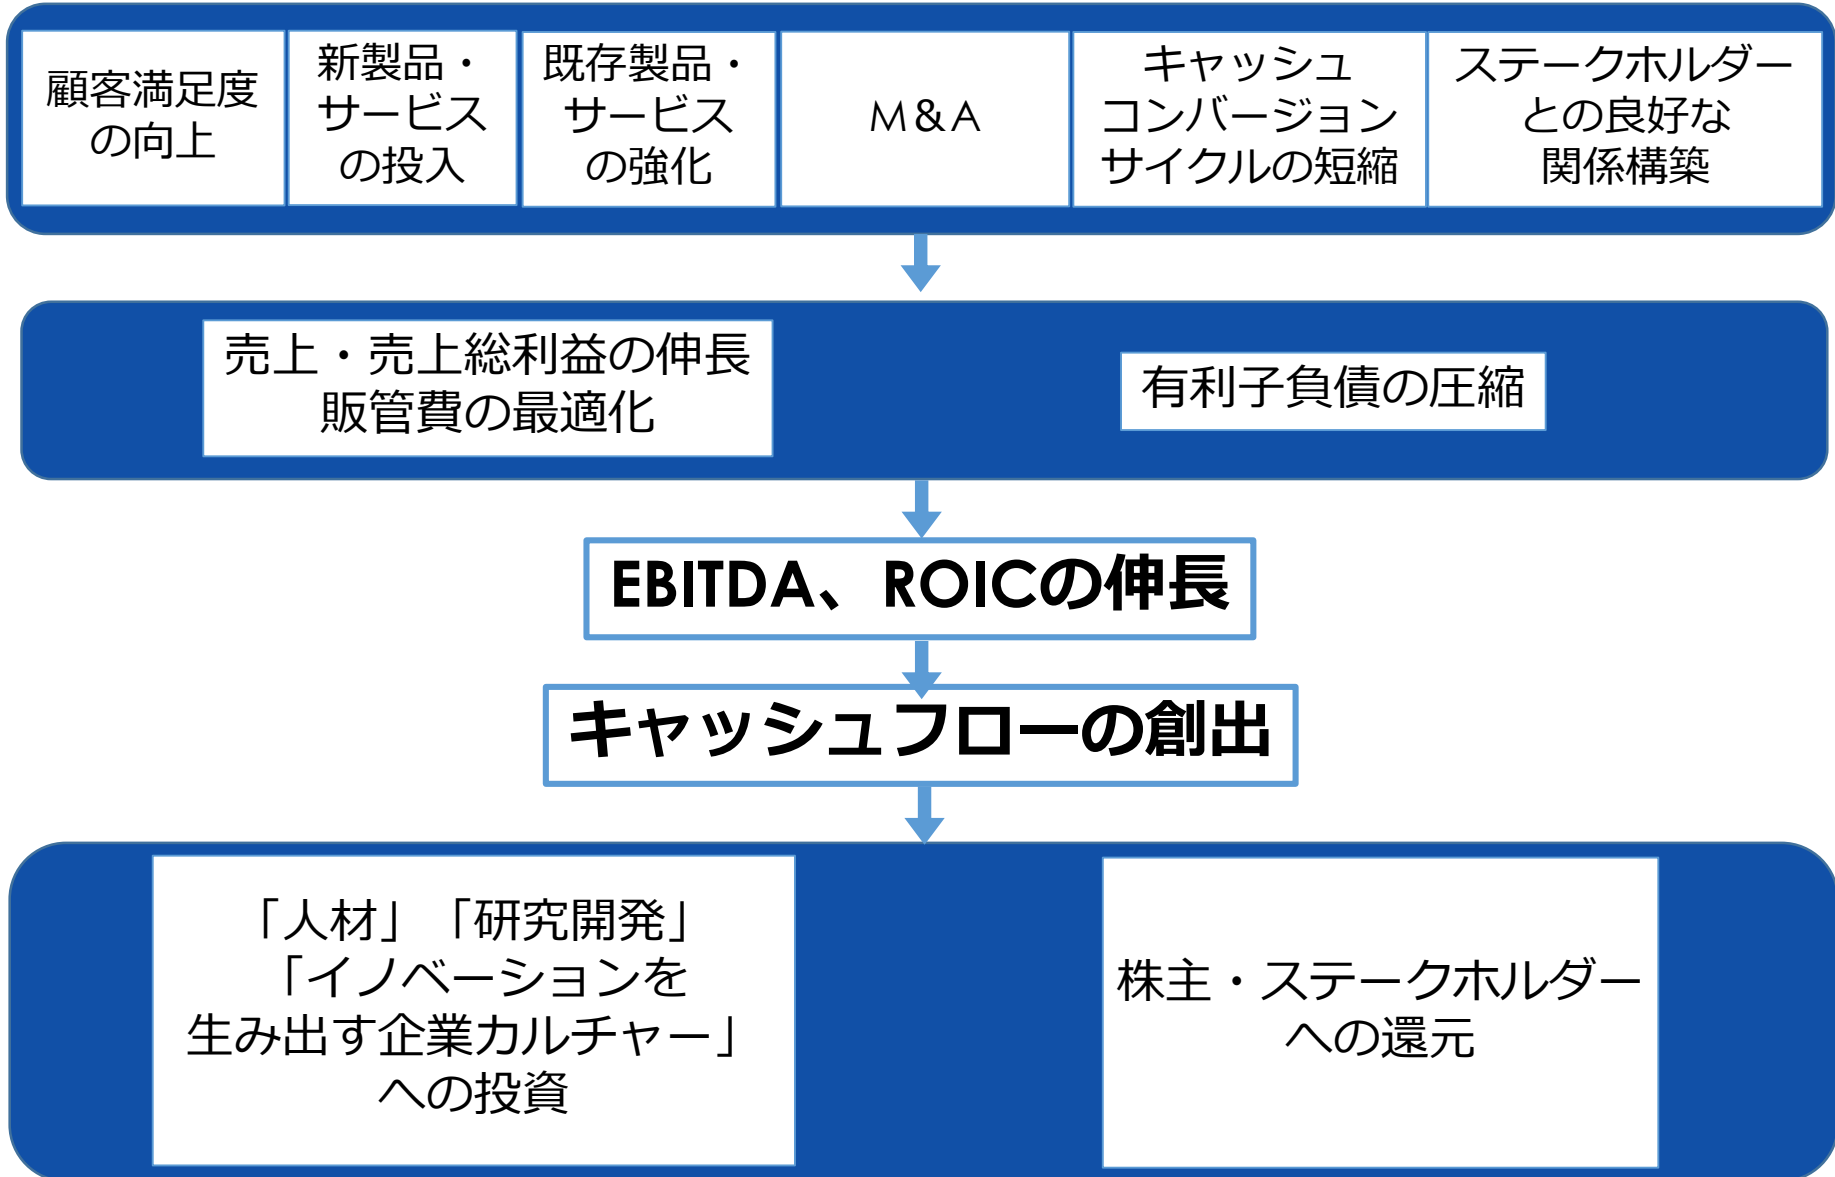 顧客満足度
の向上
新製品・
サービス
の投入
既存製品・
サービス
の強化
M&A
キャッシュ
コンバージョン
サイクルの短縮
ステークホルダー
との良好な
関係構築
売上・売上総利益の伸長
販管費の最適化
有利子負債の圧縮
EBITDA、ROICの伸長
キャッシュフローの創出
「人材」「研究開発」
「イノベーションを
生み出す企業カルチャー」
への投資
株主・ステークホルダー
への還元